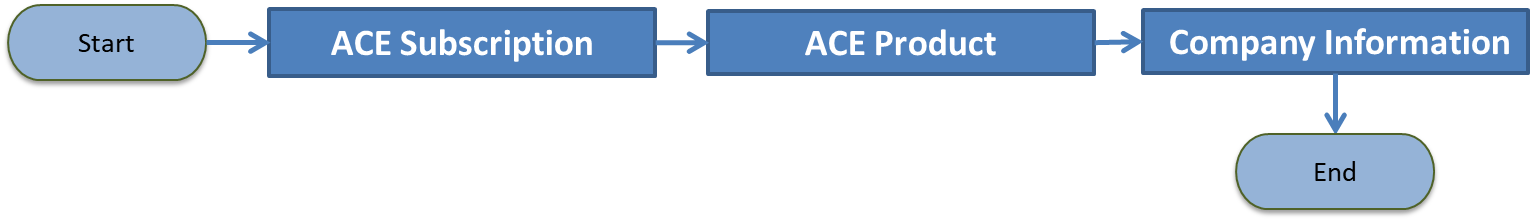 Start
ACE Subscription
ACE Product
Company Information
End